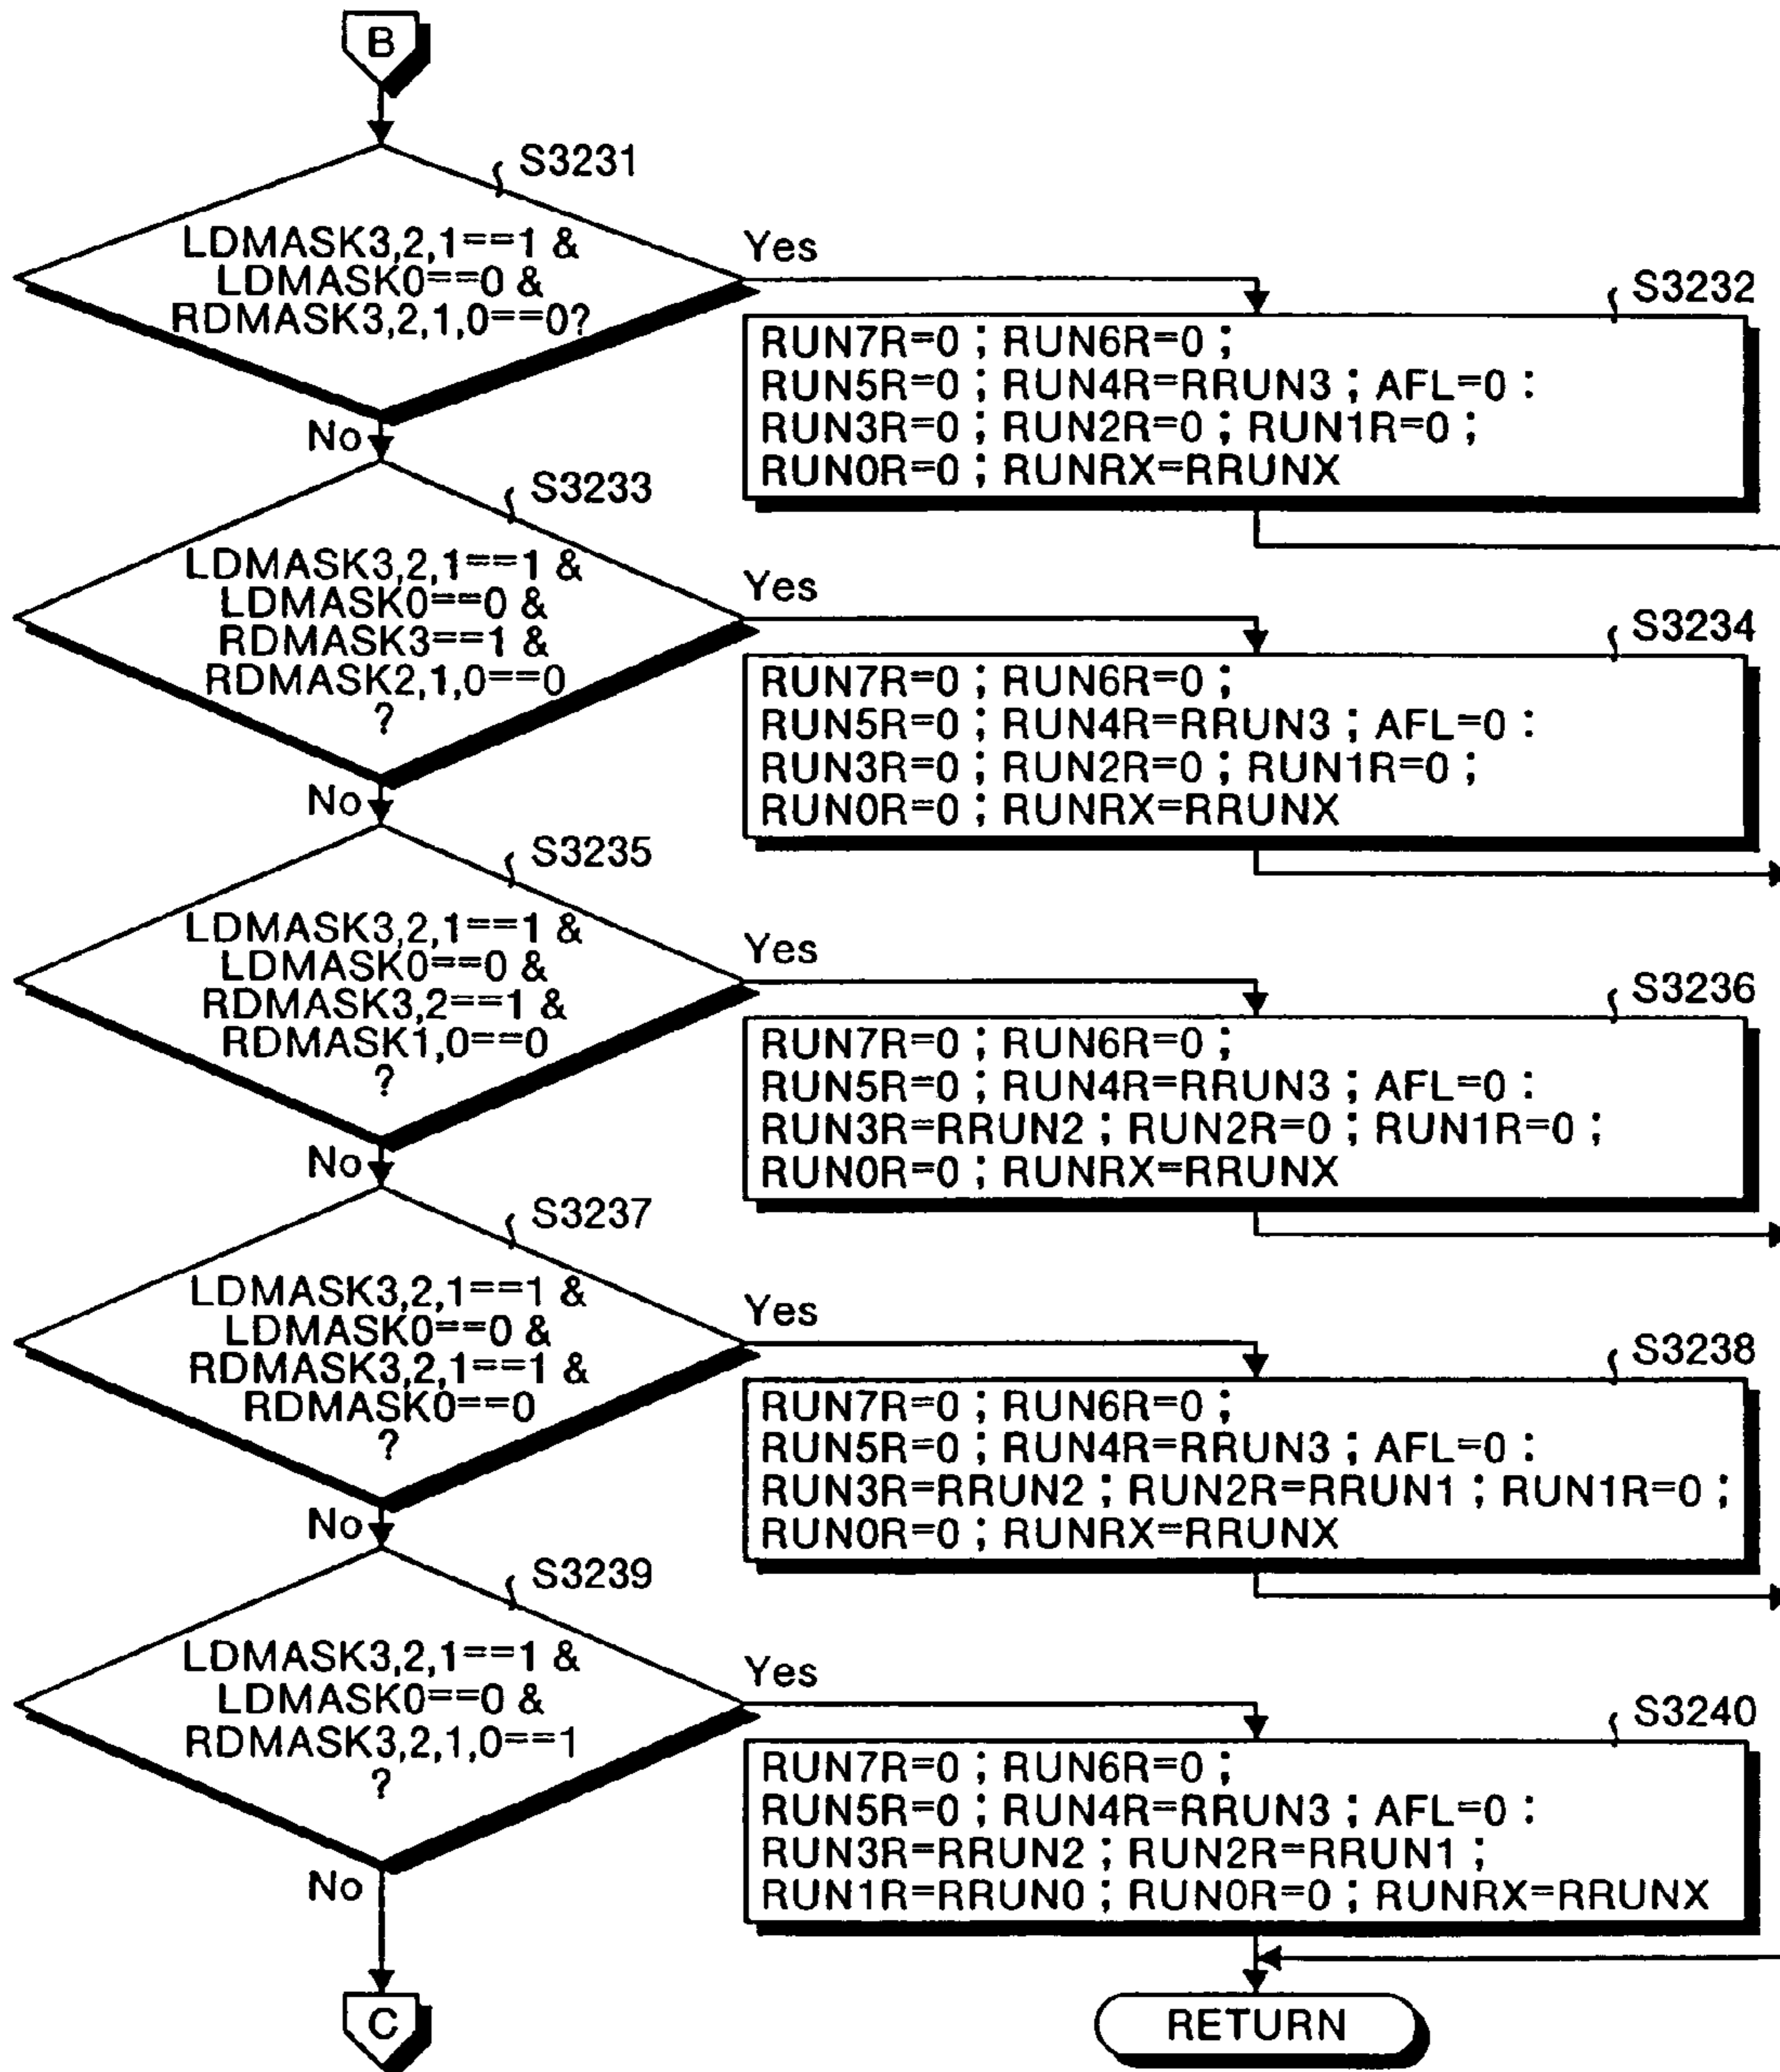 B
S3231
LDMASK3,2,1==1 &
LDMASK0==0 &
RDMASK3,2,1,0==0?
Yes
No
S3232
RUN7R=0 ; RUN6R=0 ;
RUN5R=0 ; RUN4R=RRUN3 ; AFL=0 :
RUN3R=0 ; RUN2R=0 ; RUN1R=0 ;
RUN0R=0 ; RUNRX=RRUNX
S3233
LDMASK3,2,1==1 &
LDMASK0==0 &
RDMASK3==1 &
RDMASK2,1,0==0
?
Yes
No
S3234
RUN7R=0 ; RUN6R=0 ;
RUN5R=0 ; RUN4R=RRUN3 ; AFL=0 :
RUN3R=0 ; RUN2R=0 ; RUN1R=0 ;
RUN0R=0 ; RUNRX=RRUNX
S3235
LDMASK3,2,1==1 &
LDMASK0==0 &
RDMASK3,2==1 &
RDMASK1,0==0
?
Yes
No
S3236
RUN7R=0 ; RUN6R=0 ;
RUN5R=0 ; RUN4R=RRUN3 ; AFL=0 :
RUN3R=RRUN2 ; RUN2R=0 ; RUN1R=0 ;
RUN0R=0 ; RUNRX=RRUNX
S3237
LDMASK3,2,1==1 &
LDMASK0==0 &
RDMASK3,2,1==1 &
RDMASK0==0
?
Yes
No
S3238
RUN7R=0 ; RUN6R=0 ;
RUN5R=0 ; RUN4R=RRUN3 ; AFL=0 :
RUN3R=RRUN2 ; RUN2R=RRUN1 ; RUN1R=0 ;
RUN0R=0 ; RUNRX=RRUNX
S3239
LDMASK3,2,1==1 &
LDMASK0==0 &
RDMASK3,2,1,0==1
?
Yes
No
S3240
RUN7R=0 ; RUN6R=0 ;
RUN5R=0 ; RUN4R=RRUN3 ; AFL=0 :
RUN3R=RRUN2 ; RUN2R=RRUN1 ;
RUN1R=RRUN0 ; RUN0R=0 ; RUNRX=RRUNX
C
RETURN